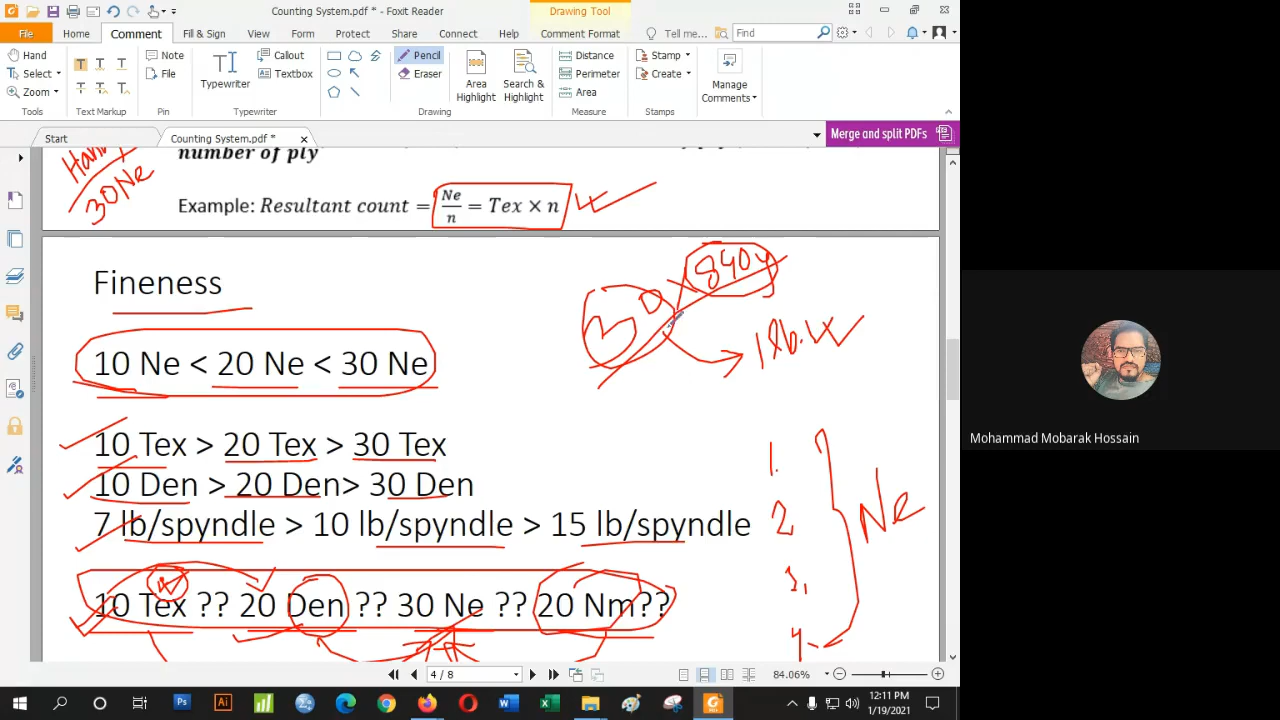 Counting System.pdf * - Foxit Reader
Drawing Tool
File
Home
Comment
Fill & Sign
View
Form
Protect
Share
Connect
Help
Comment Format
Tell me...
Find
Hand
Select
Zoom
Tools
Text Markup
Note
File
Pin
Typewriter
Callout
Textbox
Typewriter
Pencil
Eraser
Drawing
Area Highlight
Search & Highlight
Distance
Perimeter
Area
Measure
Stamp
Create
Stamps
Manage Comments
Start
Counting System.pdf *
Merge and split PDFs
number of ply
30Ne
Example: Resultant count = Ne/n = Tex × n
Fineness
30 × 840y
1 lb.
10 Ne < 20 Ne < 30 Ne
10 Tex > 20 Tex > 30 Tex
10 Den > 20 Den> 30 Den
7 lb/spyndle > 10 lb/spyndle > 15 lb/spyndle
10 Tex ?? 20 Den ?? 30 Ne ?? 20 Nm??
1.
2
3,
4.
Ne
Mohammad Mobarak Hossain
4 / 8
84.06%
12:11 PM
1/19/2021